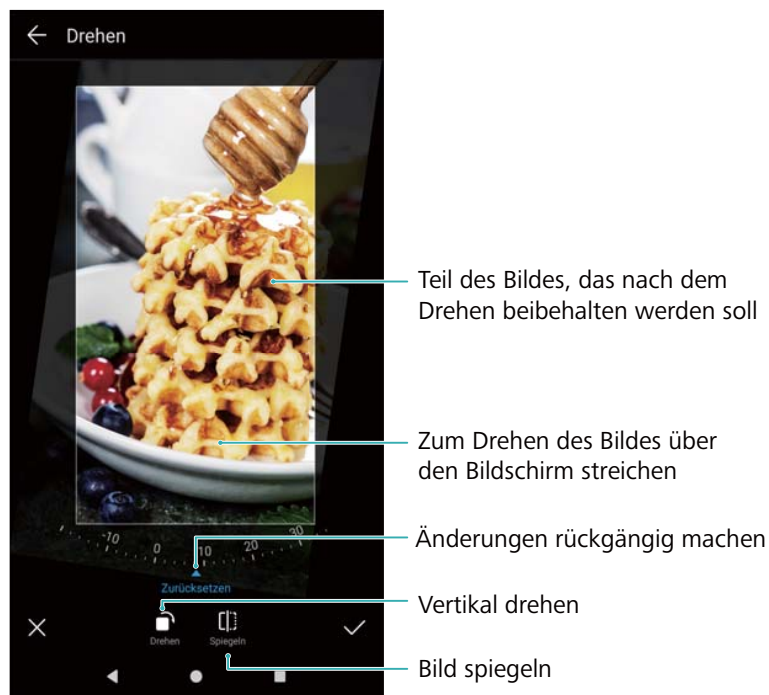 Drehen
Teil des Bildes, das nach dem
Drehen beibehalten werden soll
Zum Drehen des Bildes über
den Bildschirm streichen
-10 0 10 20 30
Änderungen rückgängig machen
Zurücksetzen
Vertikal drehen
Drehen Spiegeln
Bild spiegeln